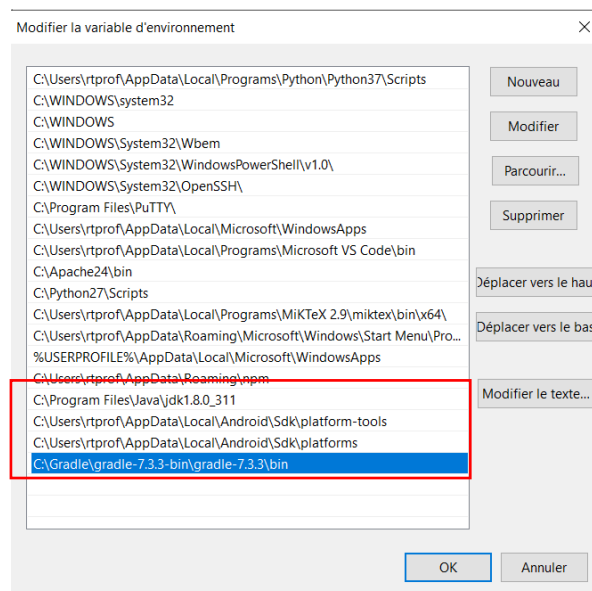 Modifier la variable d'environnement
C:\Users\rtprof\AppData\Local\Programs\Python\Python37\Scripts
C:\WINDOWS\system32
C:\WINDOWS
C:\WINDOWS\System32\Wbem
C:\WINDOWS\System32\WindowsPowerShell\v1.0\
C:\WINDOWS\System32\OpenSSH\
C:\Program Files\PuTTY\
C:\Users\rtprof\AppData\Local\Microsoft\WindowsApps
C:\Users\rtprof\AppData\Local\Programs\Microsoft VS Code\bin
C:\Apache24\bin
C:\Python27\Scripts
C:\Users\rtprof\AppData\Local\Programs\MiKTeX 2.9\miktex\bin\x64\
C:\Users\rtprof\AppData\Roaming\Microsoft\Windows\Start Menu\Pro...
%USERPROFILE%\AppData\Local\Microsoft\WindowsApps
C:\Users\rtprof\AppData\Roaming\npm
C:\Program Files\Java\jdk1.8.0_311
C:\Users\rtprof\AppData\Local\Android\Sdk\platform-tools
C:\Users\rtprof\AppData\Local\Android\Sdk\platforms
C:\Gradle\gradle-7.3.3-bin\gradle-7.3.3\bin
Nouveau
Modifier
Parcourir...
Supprimer
Déplacer vers le hau
Déplacer vers le bas
Modifier le texte...
OK
Annuler